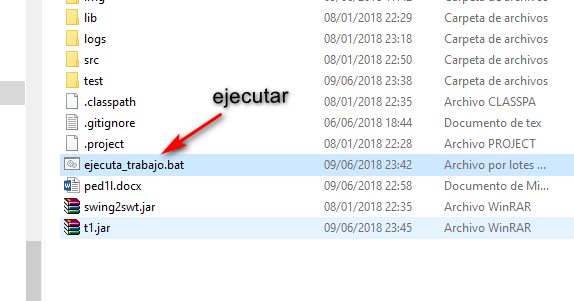 lib 08/01/2018 22:29 Carpeta de archivos
logs 08/01/2018 23:18 Carpeta de archivos
src 08/01/2018 22:50 Carpeta de archivos
test 09/06/2018 23:38 Carpeta de archivos
ejecutar
.classpath 08/01/2018 22:35 Archivo CLASSPA
.gitignore 06/06/2018 18:44 Documento de tex
.project 08/01/2018 22:28 Archivo PROJECT
ejecuta_trabajo.bat 09/06/2018 23:42 Archivo por lotes ...
ped1l.docx 09/06/2018 22:58 Documento de Mi...
swing2swt.jar 08/01/2018 22:35 Archivo WinRAR
t1.jar 09/06/2018 23:45 Archivo WinRAR